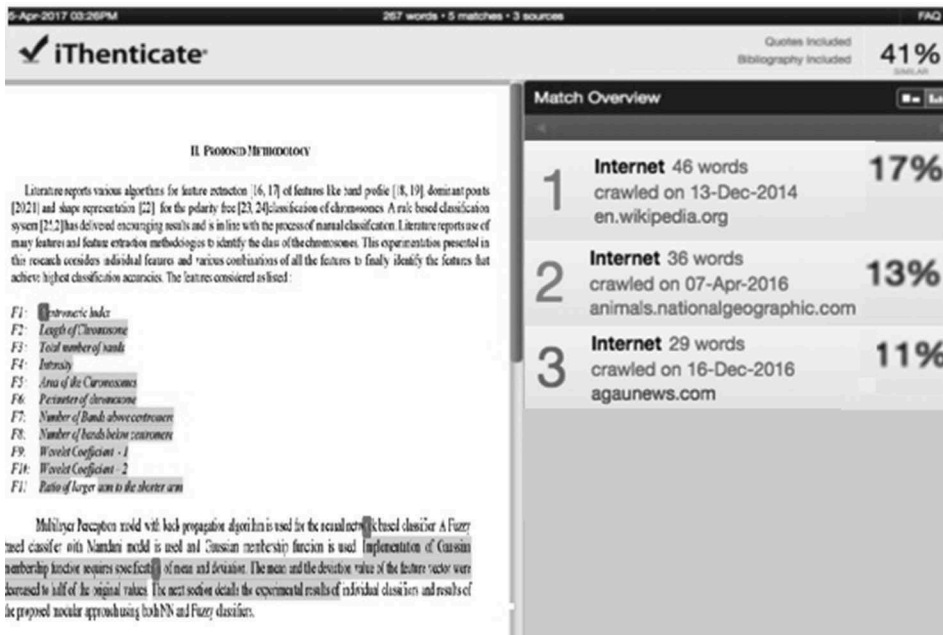 5-Apr-2017 03:26PM
267 words • 5 matches • 3 sources
FAQ
iThenticate
Quotes Included
Bibliography Included
41%
SIMILAR
II. PROPOSED METHODOLOGY
Literature reports various algorithms for feature extraction [16, 17] of features like band profile [18, 19], dominant points
[20,21] and shape representation [22] for the polarity free [23, 24]classification of chromosomes. A rule based classification
system [25,2]has delivered encouraging results and is in line with the process of manual classification. Literature reports use of
many features and feature extraction methodologies to identify the class of the chromosomes. This experimentation presented in
this research considers individual features and various combinations of all the features to finally identify the features that
achieve highest classification accuracies. The features considered as listed :
F1: Centromeric Index
F2: Length of Chromosome
F3: Total number of bands
F4: Intensity
F5: Area of the Chromosomes
F6: Perimeter of chromosome
F7: Number of Bands above centromere
F8: Number of bands below centromere
F9: Wavelet Coefficient - 1
F10: Wavelet Coefficient - 2
F11: Ratio of larger arm to the shorter arm
Multilayer Perception model with back propagation algorithm is used for the neural network based classifier. A Fuzzy
based classifier with Mamdani model is used and Gaussian membership function is used. Implementation of Gaussian
membership function requires specification of mean and deviation. The mean and the deviation value of the feature vector were
decreased to half of the original values. The next section details the experimental results of individual classifiers and results of
the proposed modular approach using both NN and Fuzzy classifiers.
Match Overview
1
Internet 46 words
crawled on 13-Dec-2014
en.wikipedia.org
17%
2
Internet 36 words
crawled on 07-Apr-2016
animals.nationalgeographic.com
13%
3
Internet 29 words
crawled on 16-Dec-2016
agaunews.com
11%